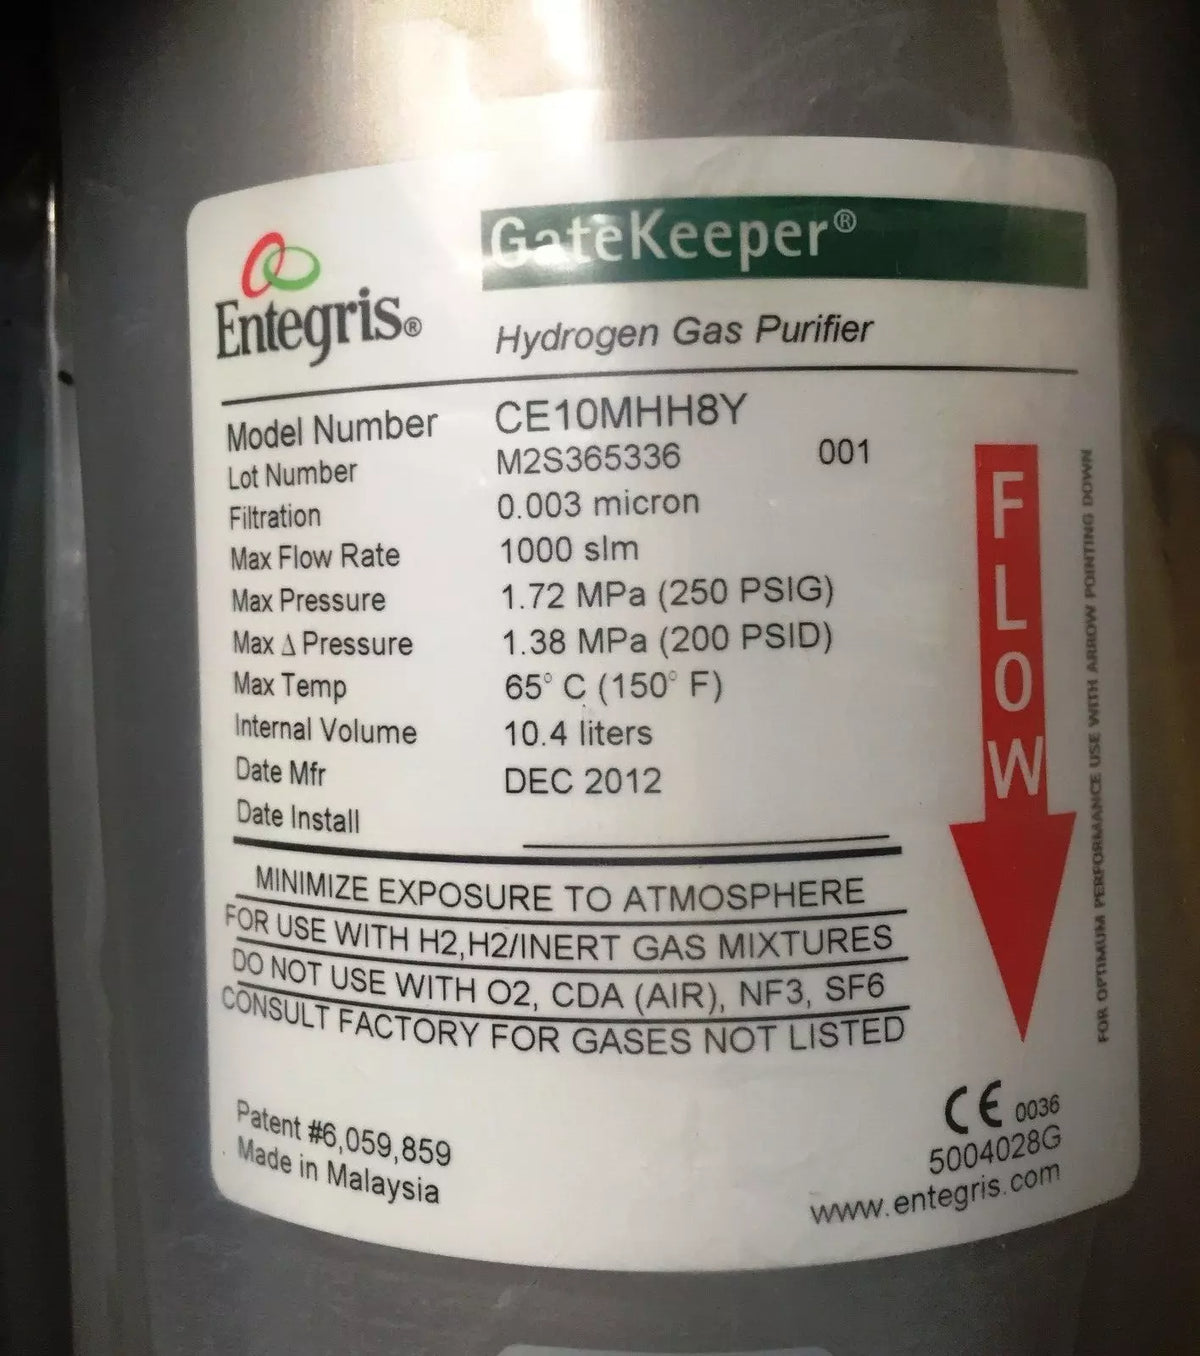 Entegris®
GateKeeper®
Hydrogen Gas Purifier
Model Number CE10MHH8Y
Lot Number M2S365336 001
Filtration 0.003 micron
Max Flow Rate 1000 slm
Max Pressure 1.72 MPa (250 PSIG)
Max Δ Pressure 1.38 MPa (200 PSID)
Max Temp 65° C (150° F)
Internal Volume 10.4 liters
Date Mfr DEC 2012
Date Install
MINIMIZE EXPOSURE TO ATMOSPHERE
FOR USE WITH H2,H2/INERT GAS MIXTURES
DO NOT USE WITH O2, CDA (AIR), NF3, SF6
CONSULT FACTORY FOR GASES NOT LISTED
FLOW
FOR OPTIMUM PERFORMANCE USE WITH ARROW POINTING DOWN
Patent #6,059,859
Made in Malaysia
CE 0036
5004028G
www.entegris.com